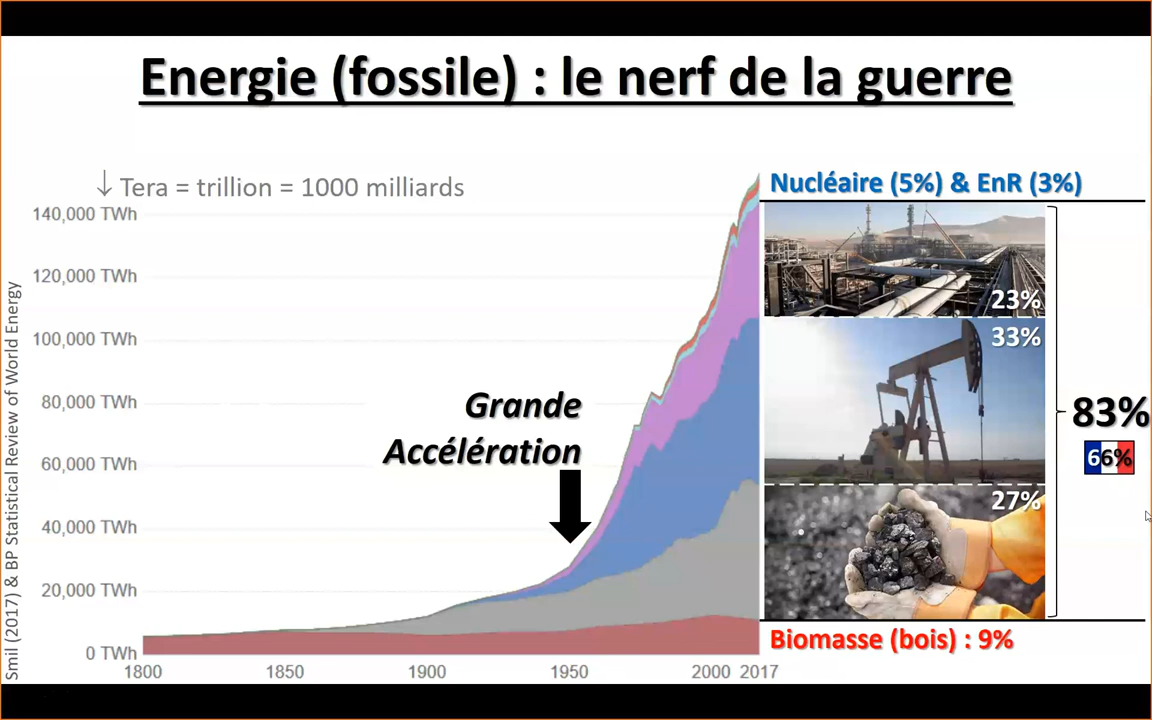 Energie (fossile) : le nerf de la guerre
↓ Tera = trillion = 1000 milliards
Nucléaire (5%) & EnR (3%)
140,000 TWh
120,000 TWh
100,000 TWh
80,000 TWh
60,000 TWh
40,000 TWh
20,000 TWh
0 TWh
1800
1850
1900
1950
2000
2017
Smil (2017) & BP Statistical Review of World Energy
Grande
Accélération
23%
33%
27%
83%
66%
Biomasse (bois) : 9%